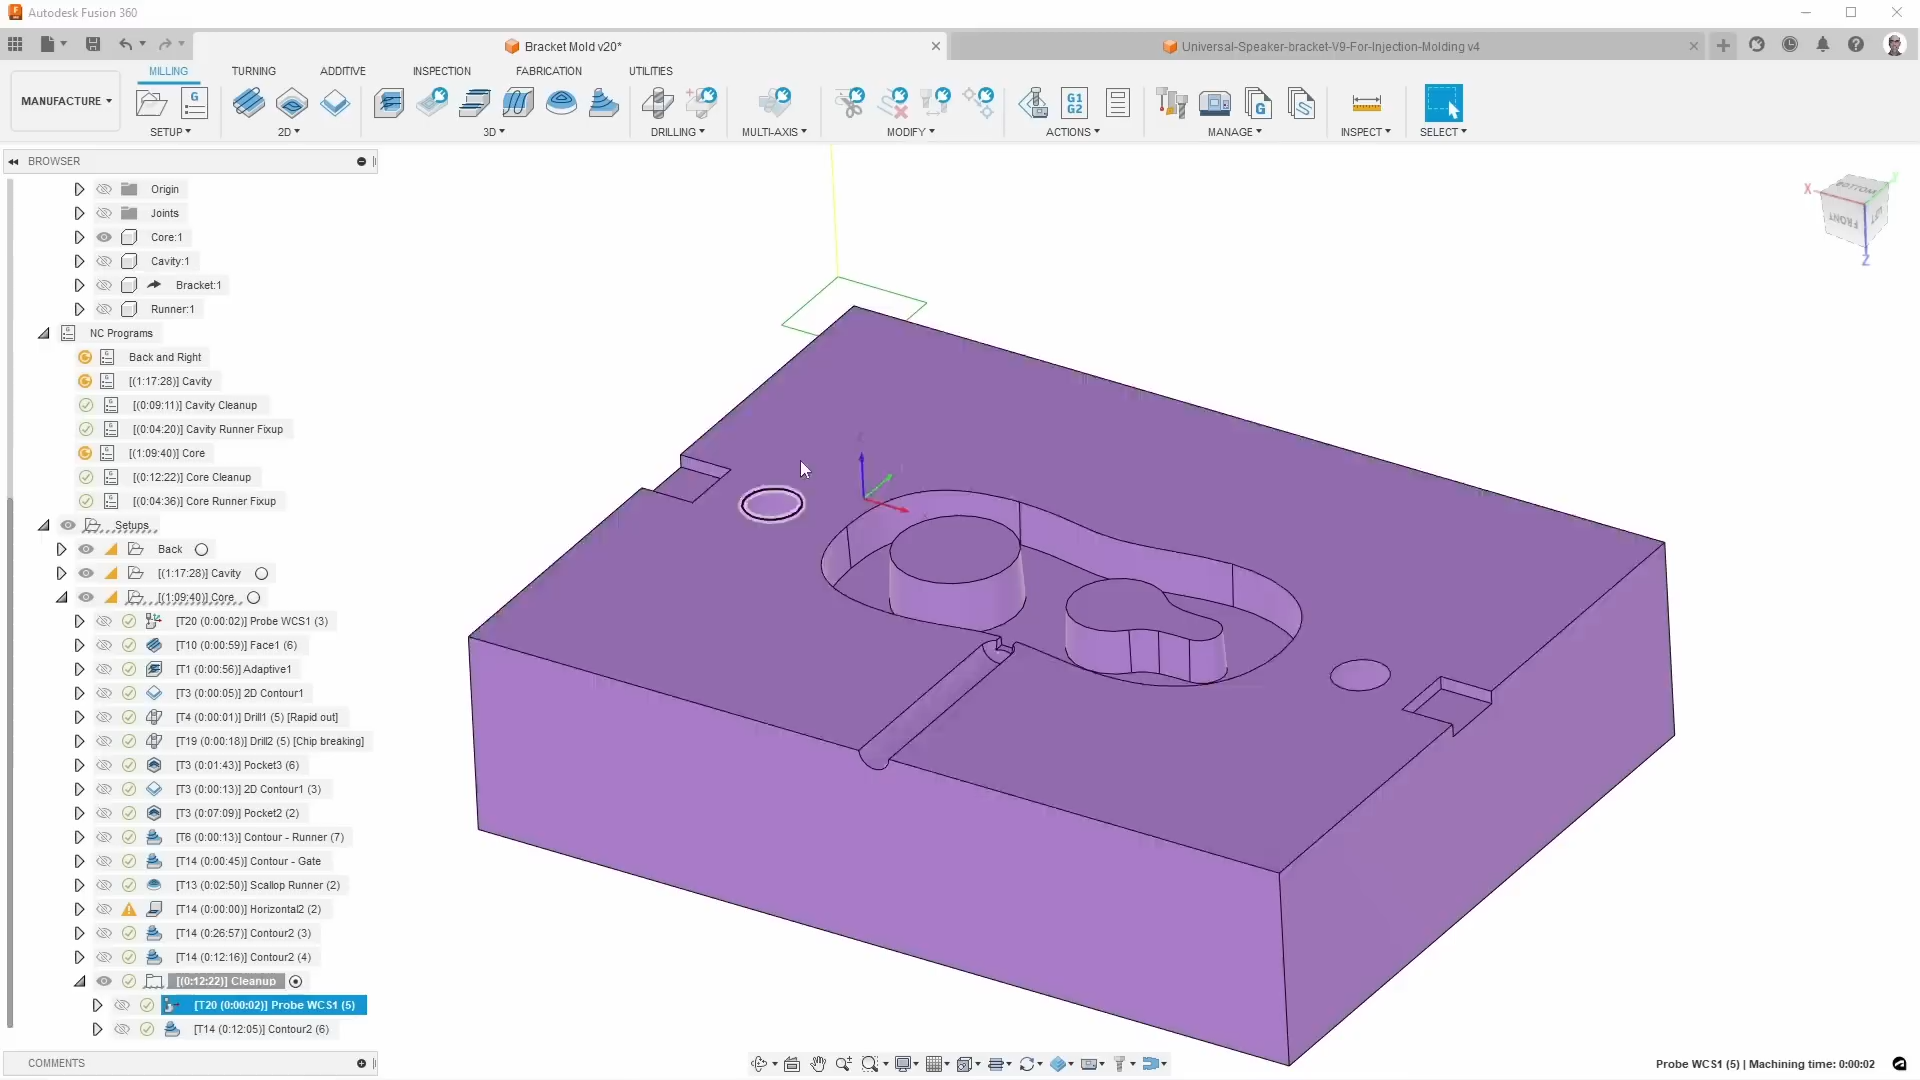 Autodesk Fusion 360
Bracket Mold v20*
Universal-Speaker-bracket-V9-For-Injection-Molding v4
MILLING
TURNING
ADDITIVE
INSPECTION
FABRICATION
UTILITIES
MANUFACTURE
G
G1
G2
G
SETUP
2D
3D
DRILLING
MULTI-AXIS
MODIFY
ACTIONS
MANAGE
INSPECT
SELECT
BROWSER
Origin
Joints
Core:1
Cavity:1
Bracket:1
Runner:1
NC Programs
Back and Right
[(1:17:28)] Cavity
[(0:09:11)] Cavity Cleanup
[(0:04:20)] Cavity Runner Fixup
[(1:09:40)] Core
[(0:12:22)] Core Cleanup
[(0:04:36)] Core Runner Fixup
Setups
Back
[(1:17:28)] Cavity
[(1:09:40)] Core
[T20 (0:00:02)] Probe WCS1 (3)
[T10 (0:00:59)] Face1 (6)
[T1 (0:00:56)] Adaptive1
[T3 (0:00:05)] 2D Contour1
[T4 (0:00:01)] Drill1 (5) [Rapid out]
[T19 (0:00:18)] Drill2 (5) [Chip breaking]
[T3 (0:01:43)] Pocket3 (6)
[T3 (0:00:13)] 2D Contour1 (3)
[T3 (0:07:09)] Pocket2 (2)
[T6 (0:00:13)] Contour - Runner (7)
[T14 (0:00:45)] Contour - Gate
[T13 (0:02:50)] Scallop Runner (2)
[T14 (0:00:00)] Horizontal2 (2)
[T14 (0:26:57)] Contour2 (3)
[T14 (0:12:16)] Contour2 (4)
[(0:12:22)] Cleanup
[T20 (0:00:02)] Probe WCS1 (5)
[T14 (0:12:05)] Contour2 (6)
COMMENTS
X
BOTTOM
FRONT
Z
Probe WCS1 (5) | Machining time: 0:00:02